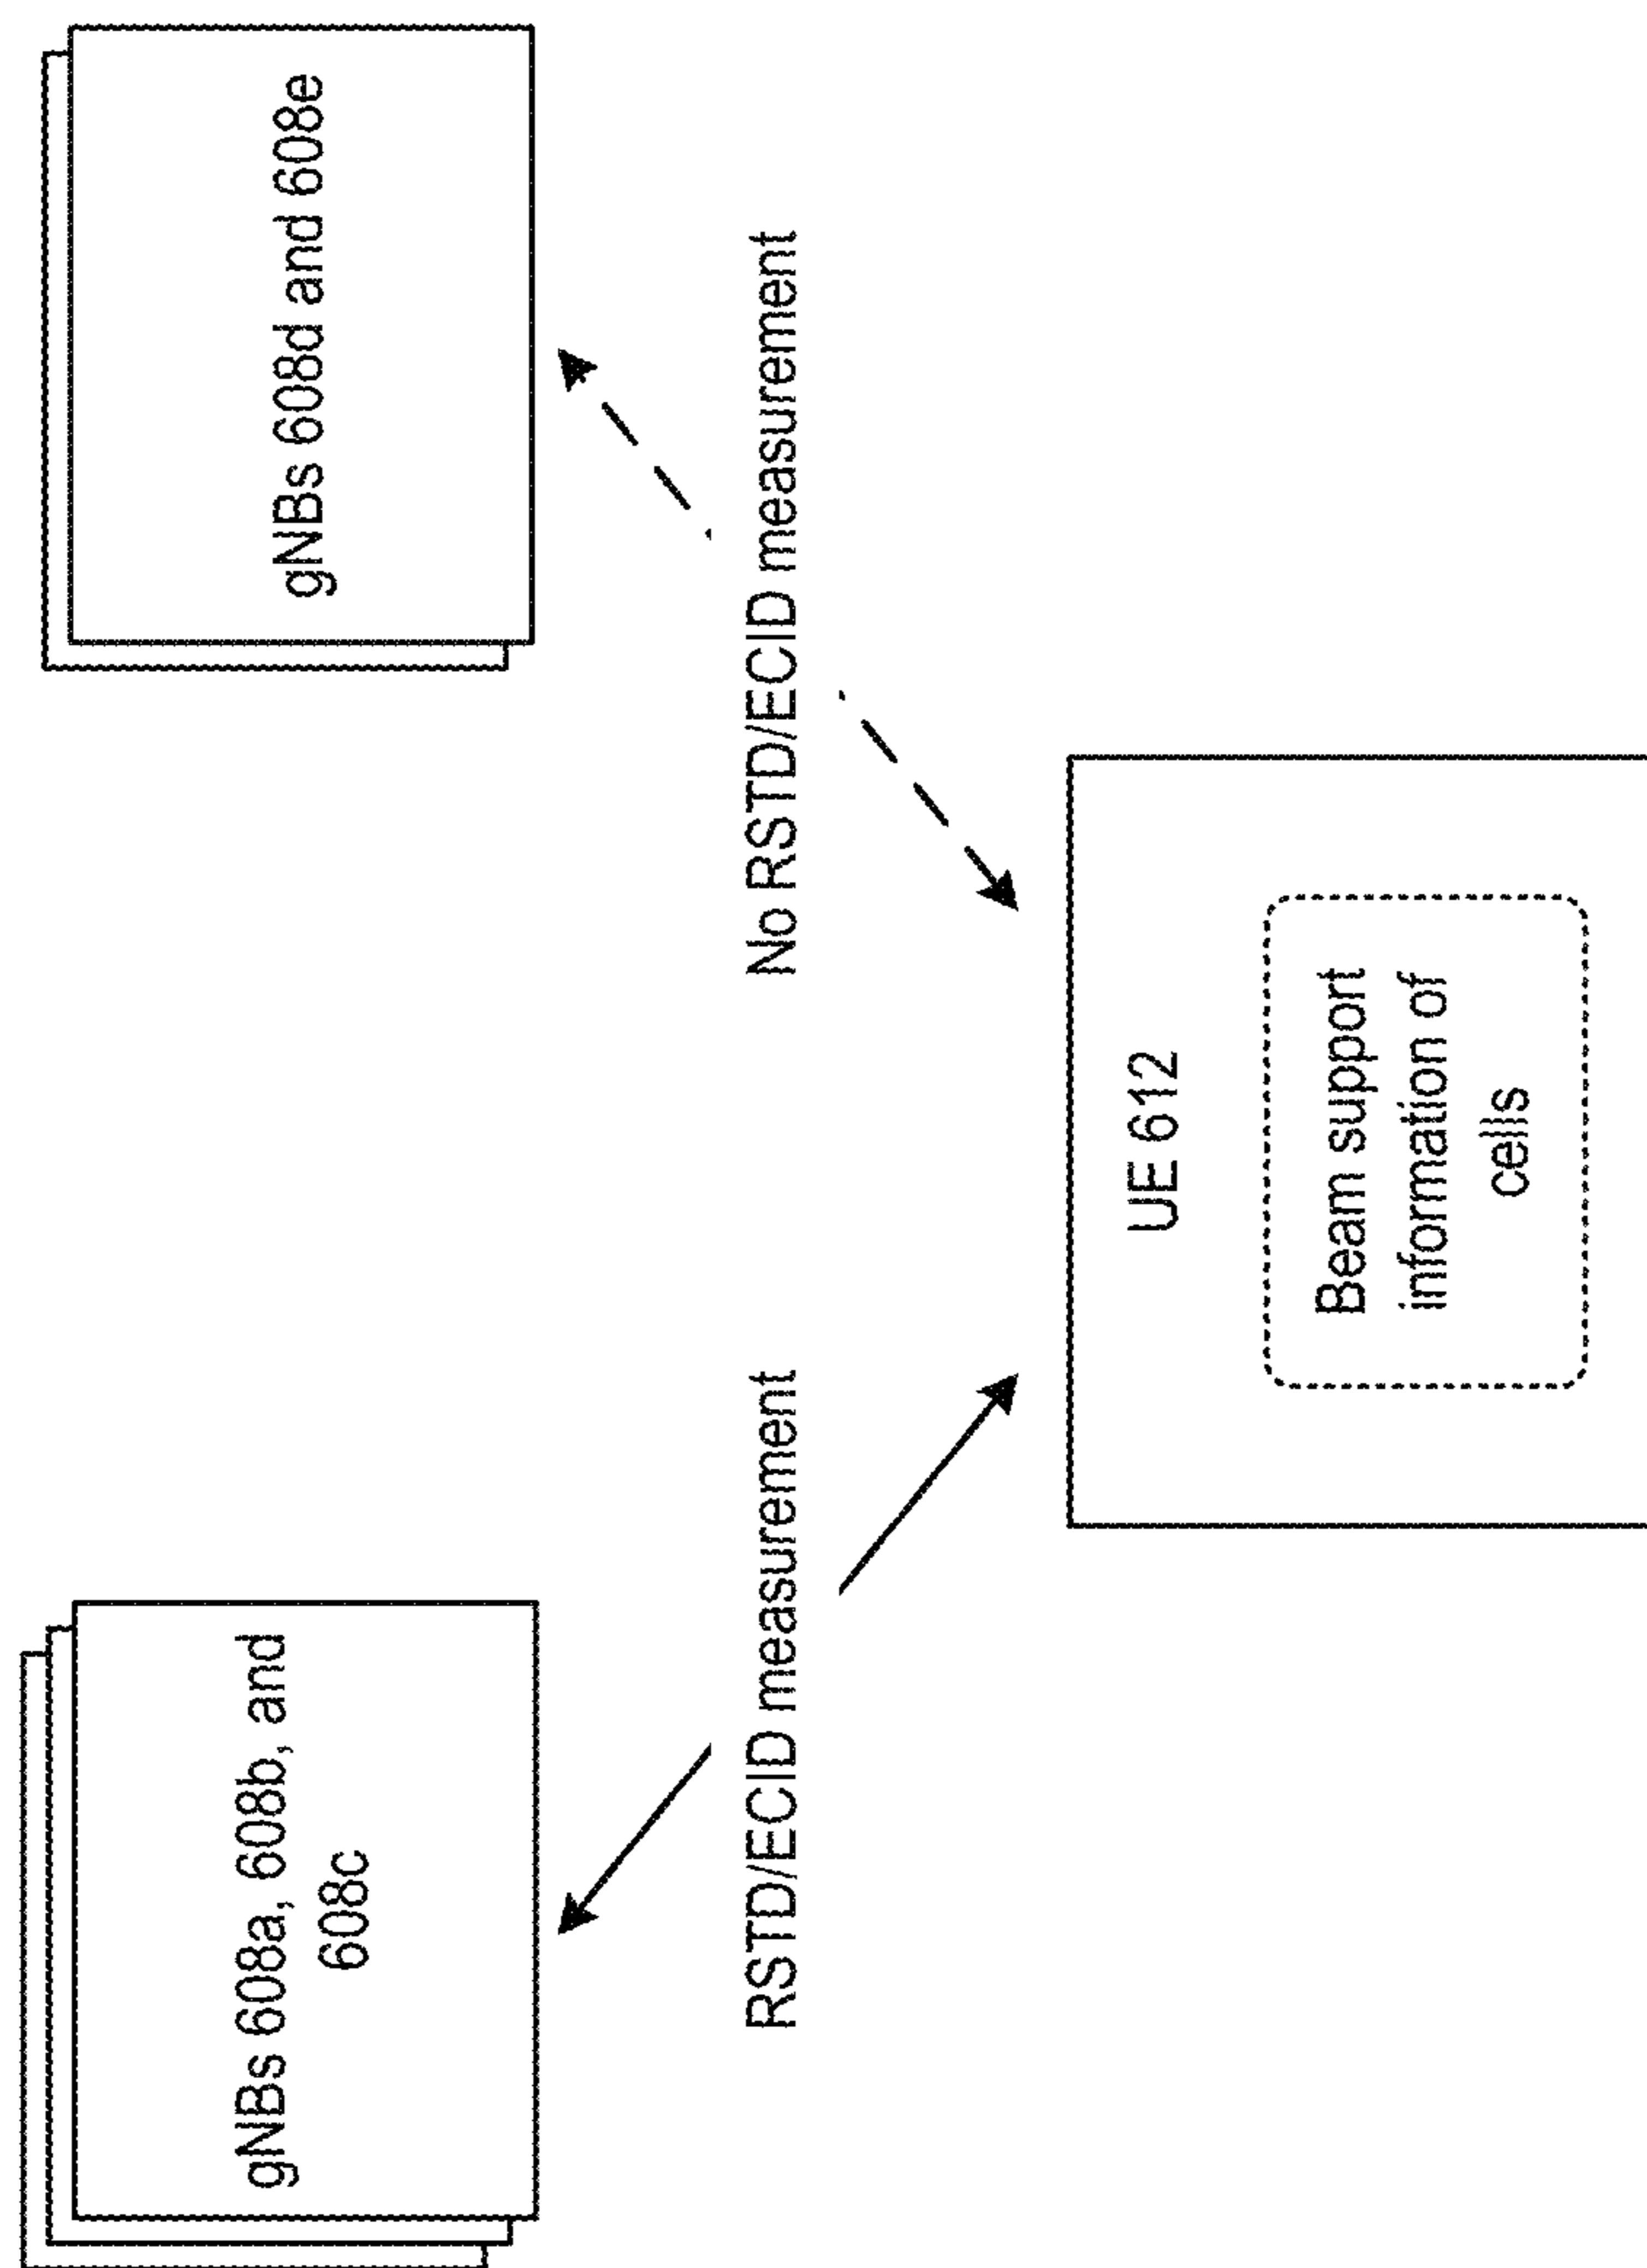 gNBs 608a, 608b, and
608c
gNBs 608d and 608e
RSTD/ECID measurement
No RSTD/ECID measurement
UE 612
Beam support
information of
cells